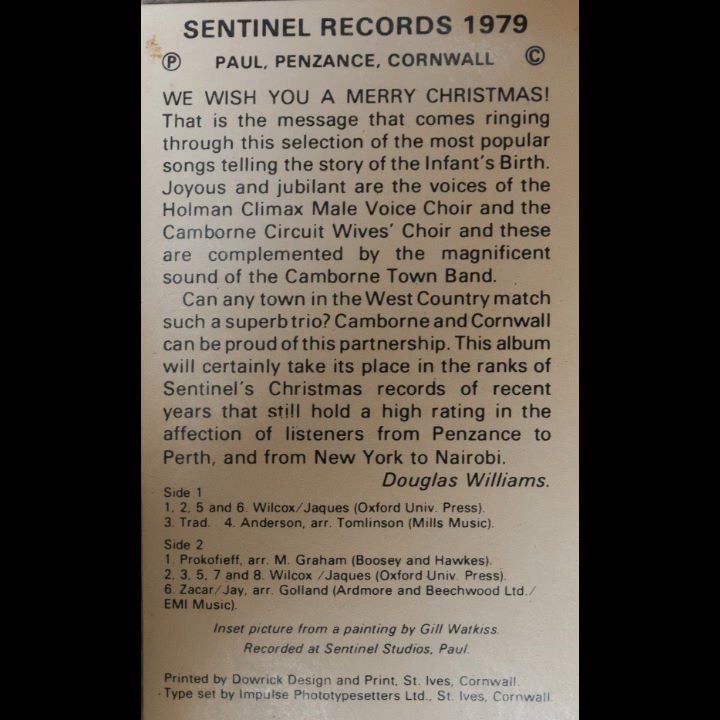 SENTINEL RECORDS 1979
Ⓟ PAUL, PENZANCE, CORNWALL ©
WE WISH YOU A MERRY CHRISTMAS!
That is the message that comes ringing
through this selection of the most popular
songs telling the story of the Infant's Birth.
Joyous and jubilant are the voices of the
Holman Climax Male Voice Choir and the
Camborne Circuit Wives' Choir and these
are complemented by the magnificent
sound of the Camborne Town Band.
Can any town in the West Country match
such a superb trio? Camborne and Cornwall
can be proud of this partnership. This album
will certainly take its place in the ranks of
Sentinel's Christmas records of recent
years that still hold a high rating in the
affection of listeners from Penzance to
Perth, and from New York to Nairobi.
Douglas Williams.
Side 1
1, 2, 5 and 6. Wilcox/Jaques (Oxford Univ. Press).
3. Trad. 4. Anderson, arr. Tomlinson (Mills Music).
Side 2
1. Prokofieff, arr. M. Graham (Boosey and Hawkes).
2, 3, 5, 7 and 8. Wilcox /Jaques (Oxford Univ. Press).
6. Zacar/Jay, arr. Golland (Ardmore and Beechwood Ltd./
EMI Music).
Inset picture from a painting by Gill Watkiss.
Recorded at Sentinel Studios, Paul.
Printed by Dowrick Design and Print, St. Ives, Cornwall.
Type set by Impulse Phototypesetters Ltd., St. Ives, Cornwall.